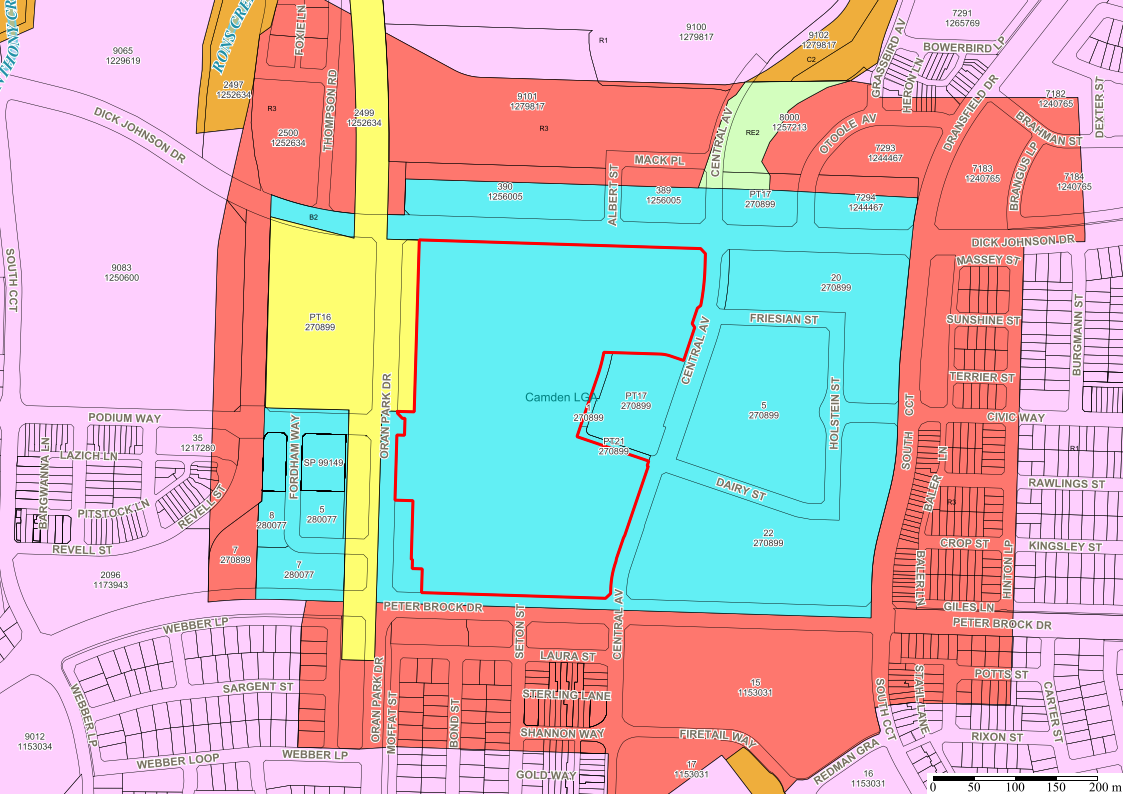 NTHONY CR
RONS CREE
FOXIE LN
9100
1279817
R1
9102
1279817
C2
7291
1265769
BOWERBIRD LP
GRASSBIRD AV
HERON LN
DRANSFIELD DR
DEXTER ST
9065
1229619
2497
1252634
R3
2500
1252634
THOMPSON RD
2499
1252634
9101
1279817
R3
CENTRAL AV
8000
1257213
RE2
OTOOLE AV
7182
1240765
BRAHMAN ST
DICK JOHNSON DR
MACK PL
7293
1244467
7183
1240765
BRANGUS LP
7184
1240765
390
1256005
ALBERT ST
389
1256005
PT17
270899
7294
1244467
B2
DICK JOHNSON DR
MASSEY ST
SOUTH CCT
9083
1250600
20
270899
PT16
270899
FRIESIAN ST
SUNSHINE ST
BURGMANN ST
CENTRAL AV
TERRIER ST
ORAN PARK DR
Camden LGA
270899
PT17
270899
5
270899
HOLSTEIN ST
SOUTH CCT
CIVIC WAY
PODIUM WAY
35
1217280
LAZICH LN
BARGWANNA LN
FORDHAM WAY
SP 99149
PT21
270899
BALER LN
R1
RAWLINGS ST
DAIRY ST
R3
PITSTOCK LN
REVELL ST
8
280077
5
280077
22
270899
CROP ST
KINGSLEY ST
REVELL ST
7
270899
7
280077
BALER LN
HINTON LP
2096
1173943
PETER BROCK DR
SETON ST
CENTRAL AV
GILES LN
PETER BROCK DR
WEBBER LP
LAURA ST
POTTS ST
STAHL LANE
SARGENT ST
WEBBER LP
ORAN PARK DR
MOFFAT ST
BOND ST
STERLING LANE
15
1153031
SOUTH CCT
CARTER ST
9012
1153034
SHANNON WAY
FIRETAIL WAY
RIXON ST
WEBBER LOOP
WEBBER LP
GOLD WAY
17
1153031
REDMAN GRA
16
1153031
0 50 100 150 200 m